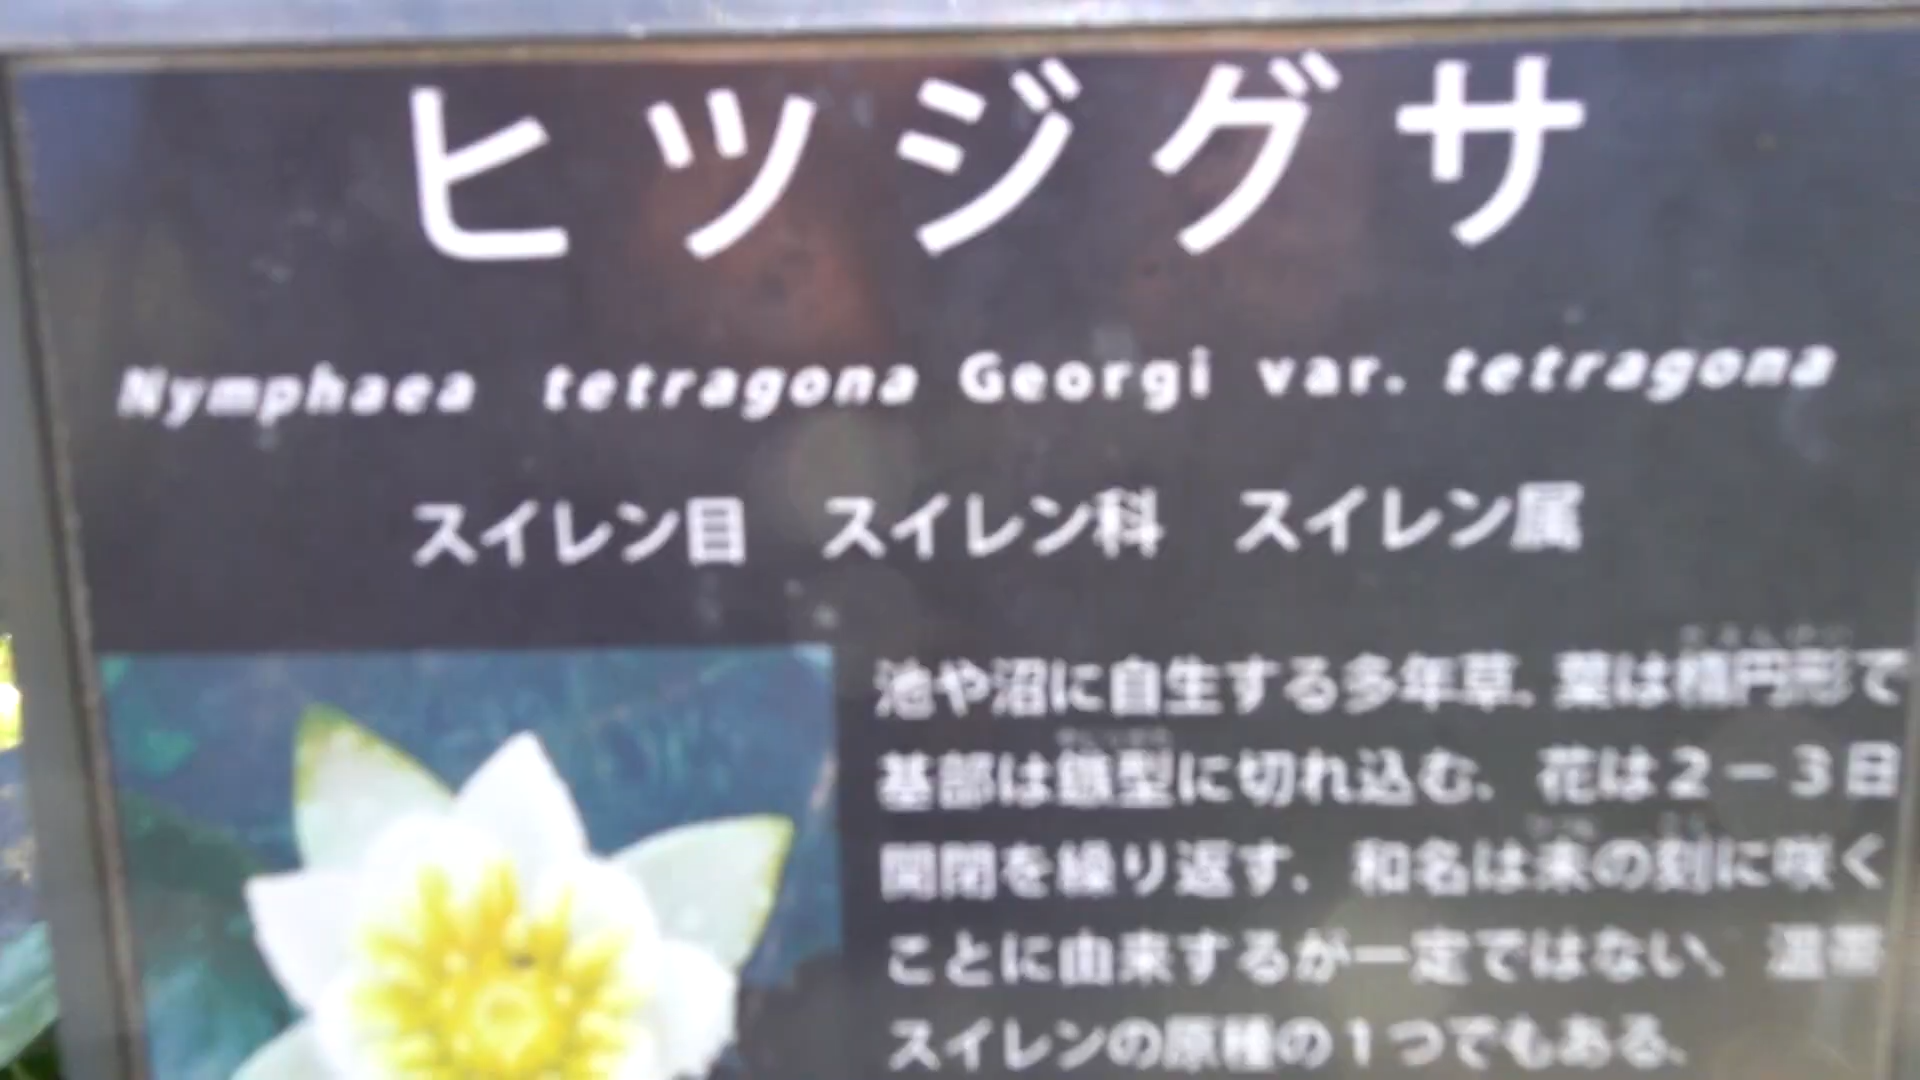 ヒツジグサ
Nymphaea tetragona Georgi var. tetragona
スイレン目　スイレン科　スイレン属
池や沼に自生する多年草．葉は楕円形で
基部は鏃型に切れ込む．花は２－３日
開閉を繰り返す．和名は未の刻に咲く
ことに由来するが一定ではない．温帯
スイレンの原種の１つでもある．